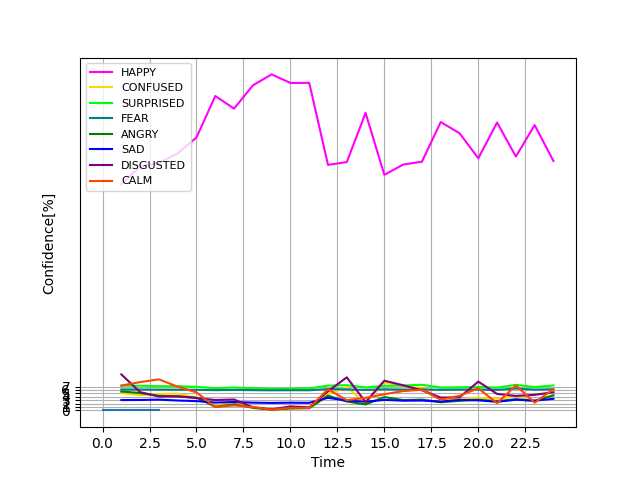 HAPPY
CONFUSED
SURPRISED
FEAR
ANGRY
SAD
DISGUSTED
CALM
Confidence[%]
0.0 2.5 5.0 7.5 10.0 12.5 15.0 17.5 20.0 22.5
Time